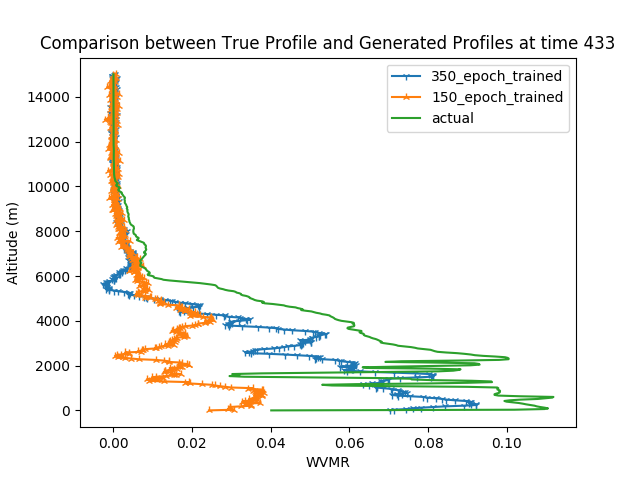 Comparison between True Profile and Generated Profiles at time 433
350_epoch_trained
150_epoch_trained
actual
Altitude (m)
14000
12000
10000
8000
6000
4000
2000
0
0.00 0.02 0.04 0.06 0.08 0.10
WVMR